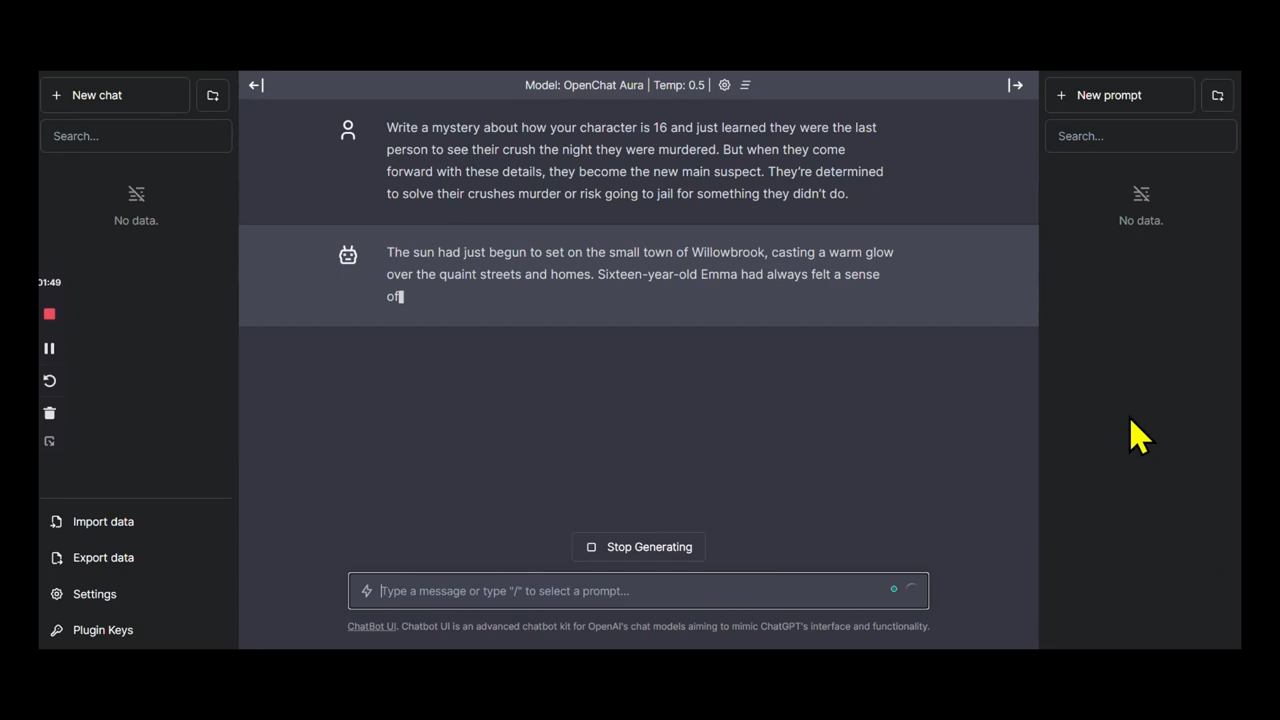 New chat
Search...
No data.
01:49
Import data
Export data
Settings
Plugin Keys
Model: OpenChat Aura | Temp: 0.5 |
Write a mystery about how your character is 16 and just learned they were the last
person to see their crush the night they were murdered. But when they come
forward with these details, they become the new main suspect. They’re determined
to solve their crushes murder or risk going to jail for something they didn’t do.
The sun had just begun to set on the small town of Willowbrook, casting a warm glow
over the quaint streets and homes. Sixteen-year-old Emma had always felt a sense
of
Stop Generating
Type a message or type "/" to select a prompt...
ChatBot UI. Chatbot UI is an advanced chatbot kit for OpenAI's chat models aiming to mimic ChatGPT's interface and functionality.
New prompt
Search...
No data.